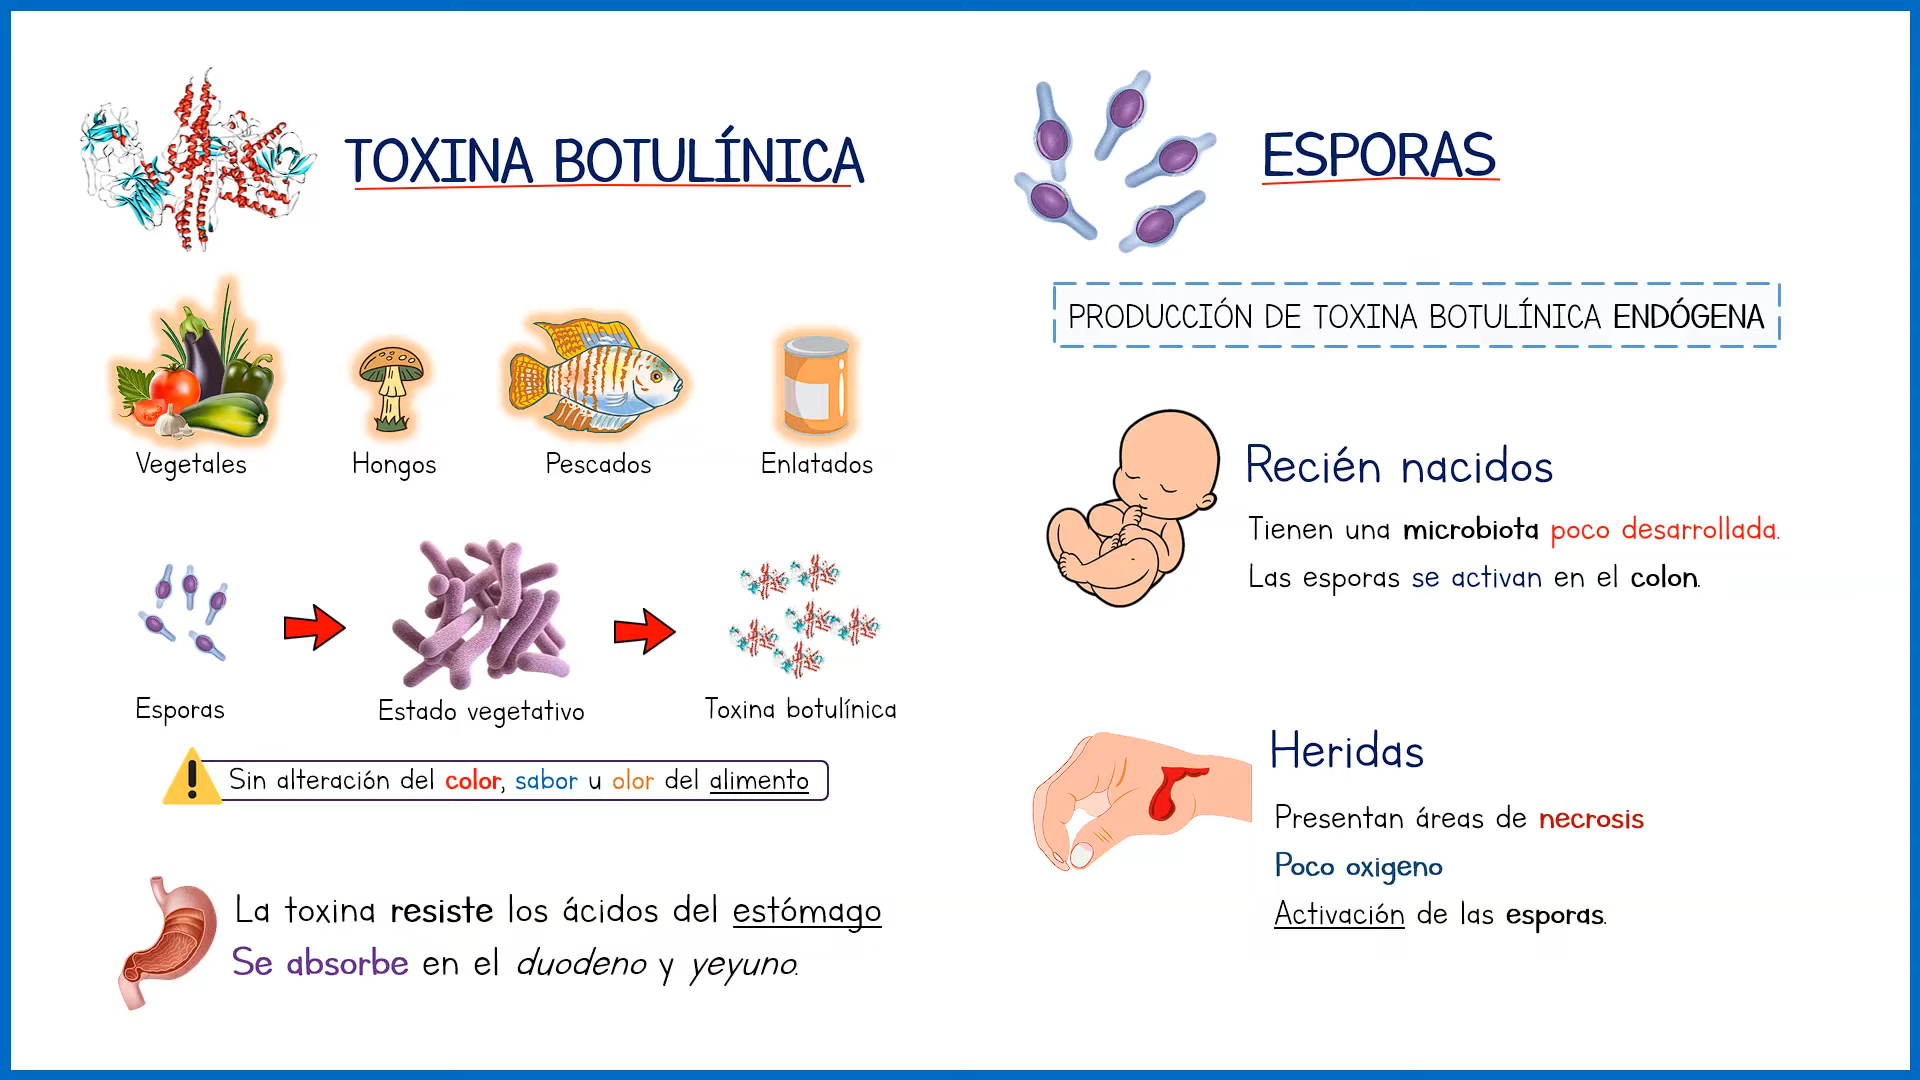 TOXINA BOTULÍNICA
Vegetales
Hongos
Pescados
Enlatados
Esporas
Estado vegetativo
Toxina botulínica
Sin alteración del color, sabor u olor del alimento
La toxina resiste los ácidos del estómago
Se absorbe en el duodeno y yeyuno.
ESPORAS
PRODUCCIÓN DE TOXINA BOTULÍNICA ENDÓGENA
Recién nacidos
Tienen una microbiota poco desarrollada.
Las esporas se activan en el colon.
Heridas
Presentan áreas de necrosis
Poco oxigeno
Activación de las esporas.